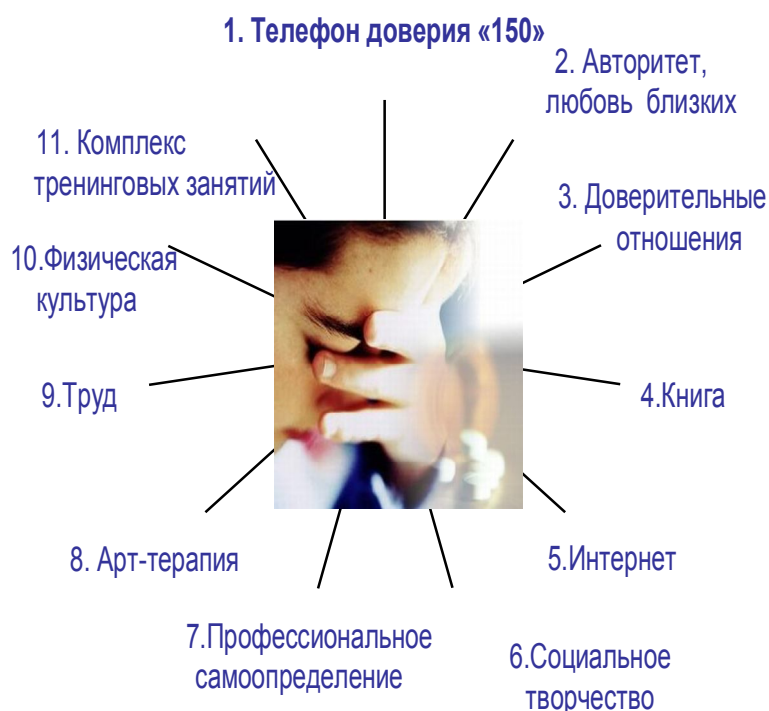 1. Телефон доверия «150»
2. Авторитет,
любовь близких
3. Доверительные
отношения
4.Книга
5.Интернет
6.Социальное
творчество
7.Профессиональное
самоопределение
8. Арт-терапия
9.Труд
10.Физическая
культура
11. Комплекс
тренинговых занятий